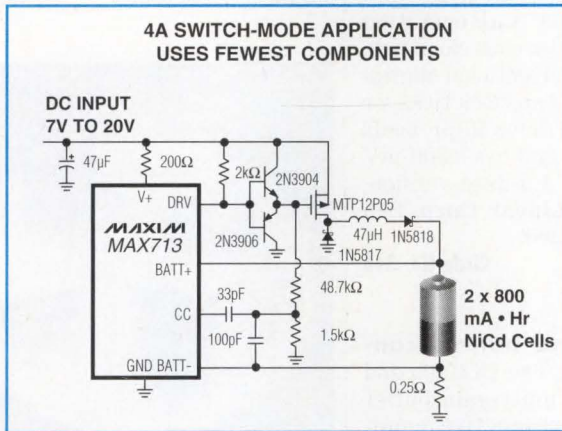 4A SWITCH-MODE APPLICATION
USES FEWEST COMPONENTS
DC INPUT
7V TO 20V
47µF
200Ω
2kΩ
2N3904
V+
DRV
MTP12P05
MAXIM
MAX713
2N3906
47µH
1N5818
1N5817
BATT+
33pF
48.7kΩ
CC
2 x 800
mA • Hr
NiCd Cells
100pF
1.5kΩ
GND BATT-
0.25Ω